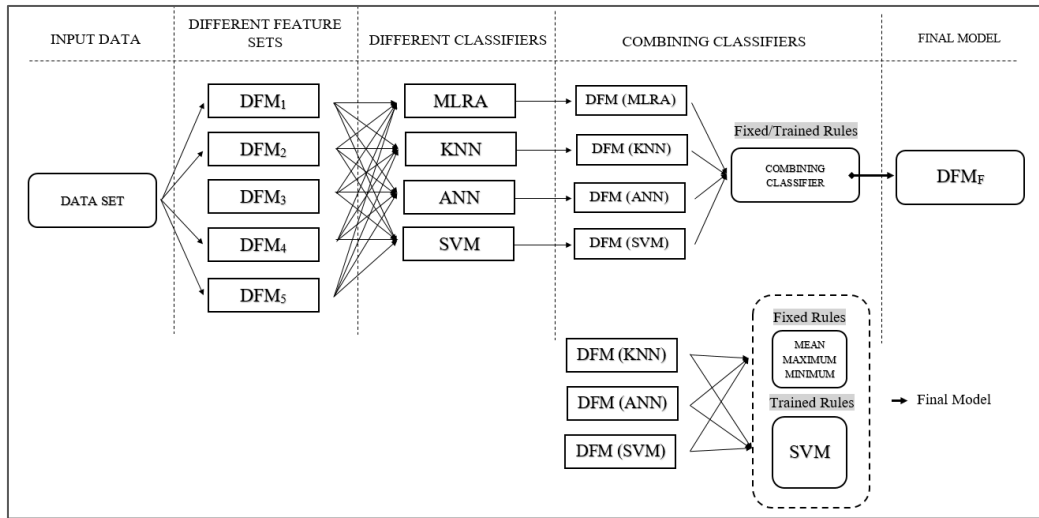 INPUT DATA
DIFFERENT FEATURE
SETS
DIFFERENT CLASSIFIERS
COMBINING CLASSIFIERS
FINAL MODEL
DATA SET
DFM₁
DFM₂
DFM₃
DFM₄
DFM₅
MLRA
KNN
ANN
SVM
DFM (MLRA)
DFM (KNN)
DFM (ANN)
DFM (SVM)
Fixed/Trained Rules
COMBINING
CLASSIFIER
DFM_F
DFM (KNN)
DFM (ANN)
DFM (SVM)
Fixed Rules
MEAN
MAXIMUM
MINIMUM
Trained Rules
SVM
Final Model